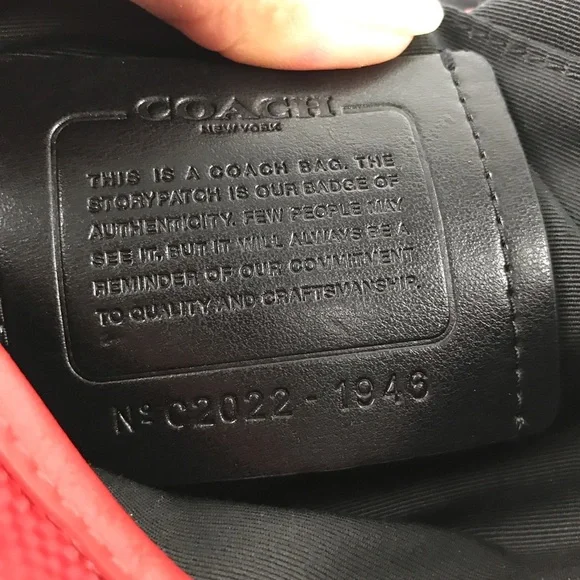 COACH
NEW YORK
THIS IS A COACH BAG. THE
STORYPATCH IS OUR BADGE OF
AUTHENTICITY. FEW PEOPLE MAY
SEE IT, BUT IT WILL ALWAYS BE A
REMINDER OF OUR COMMITMENT
TO QUALITY AND CRAFTSMANSHIP.
Nº C2022 - 1946